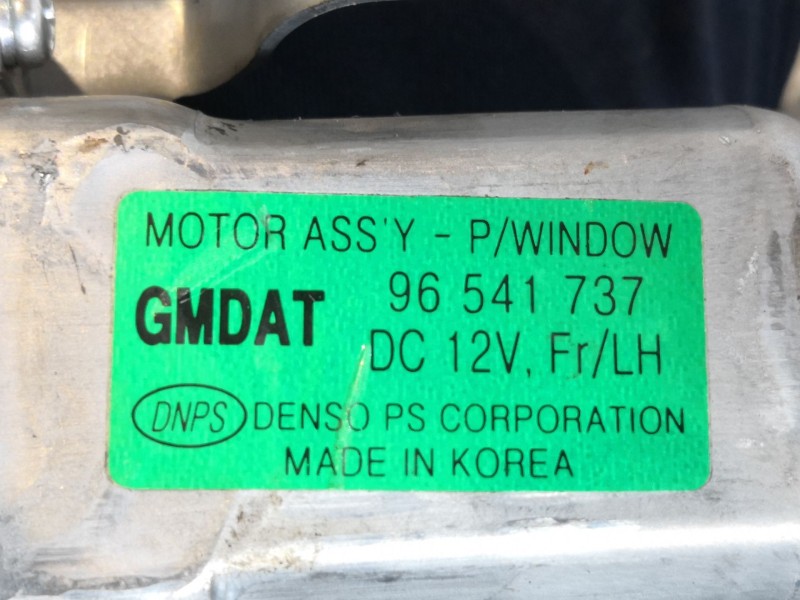 MOTOR ASS'Y - P/WINDOW
GMDAT 96 541 737
DC 12V, Fr/LH
DNPS DENSO PS CORPORATION
MADE IN KOREA